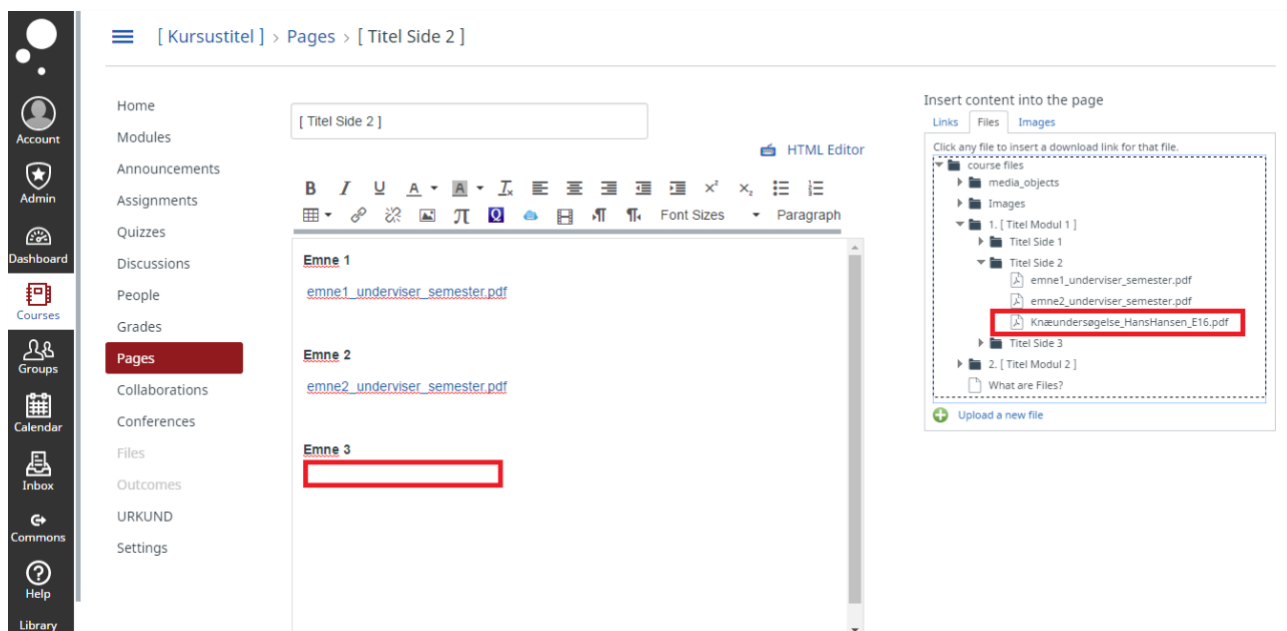 [ Kursustitel ] > Pages > [ Titel Side 2 ]
Account
Admin
Dashboard
Courses
Groups
Calendar
Inbox
Commons
Help
Library
Home
Modules
Announcements
Assignments
Quizzes
Discussions
People
Grades
Pages
Collaborations
Conferences
Files
Outcomes
URKUND
Settings
[ Titel Side 2 ]
HTML Editor
B I U A A Ix x² x₂
π Q ¶ ¶ Font Sizes Paragraph
Emne 1
emne1_underviser_semester.pdf
Emne 2
emne2_underviser_semester.pdf
Emne 3
Insert content into the page
Links Files Images
Click any file to insert a download link for that file.
course files
media_objects
Images
1. [ Titel Modul 1 ]
Titel Side 1
Titel Side 2
emne1_underviser_semester.pdf
emne2_underviser_semester.pdf
Knæundersøgelse_HansHansen_E16.pdf
Titel Side 3
2. [ Titel Modul 2 ]
What are Files?
Upload a new file